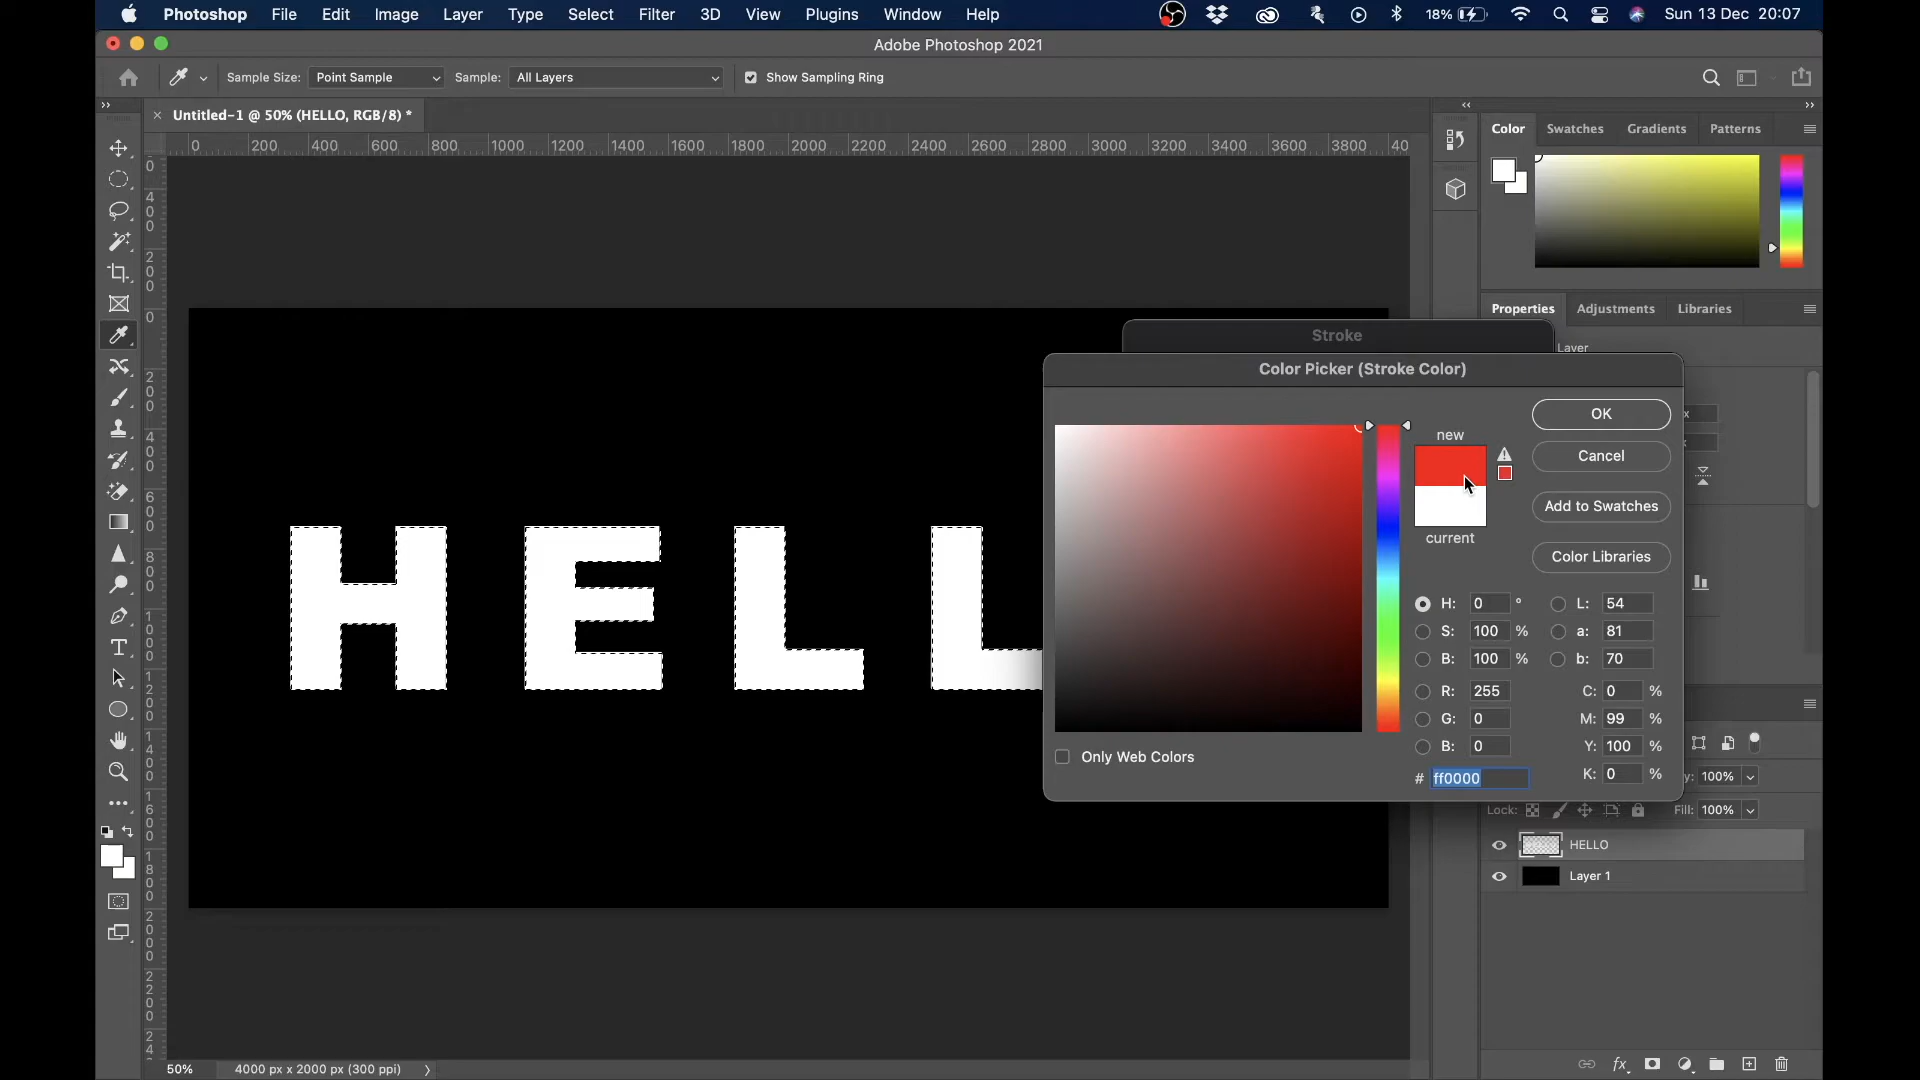 Photoshop File Edit Image Layer Type Select Filter 3D View Plugins Window Help 18% Sun 13 Dec 20:07
Adobe Photoshop 2021
Sample Size: Point Sample Sample: All Layers Show Sampling Ring
Untitled-1 @ 50% (HELLO, RGB/8) *
0 200 400 600 800 1000 1200 1400 1600 1800 2000 2200 2400 2600 2800 3000 3200 3400 3600 3800 40
Color Swatches Gradients Patterns
Properties Adjustments Libraries
Layer
Stroke
Color Picker (Stroke Color)
OK
new
Cancel
Add to Swatches
current
Color Libraries
H: 0 ° L: 54
S: 100 % a: 81
B: 100 % b: 70
R: 255 C: 0 %
G: 0 M: 99 %
B: 0 Y: 100 %
# ff0000 K: 0 %
Only Web Colors
HELL
y: 100%
Lock: Fill: 100%
HELLO
Layer 1
fx
50% 4000 px x 2000 px (300 ppi)